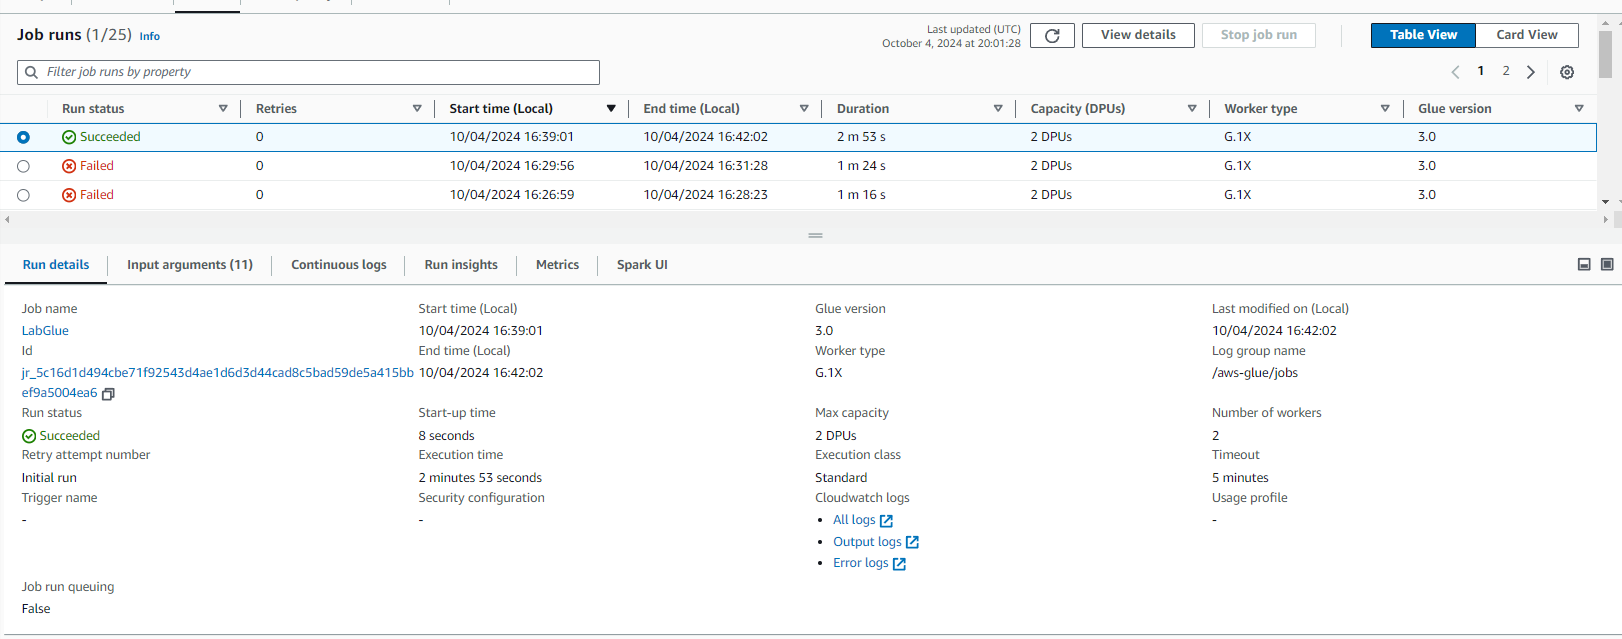 Job runs (1/25) Info
Last updated (UTC)
October 4, 2024 at 20:01:28
View details
Stop job run
Table View
Card View
Filter job runs by property
1 2
Run status Retries Start time (Local) End time (Local) Duration Capacity (DPUs) Worker type Glue version
Succeeded 0 10/04/2024 16:39:01 10/04/2024 16:42:02 2 m 53 s 2 DPUs G.1X 3.0
Failed 0 10/04/2024 16:29:56 10/04/2024 16:31:28 1 m 24 s 2 DPUs G.1X 3.0
Failed 0 10/04/2024 16:26:59 10/04/2024 16:28:23 1 m 16 s 2 DPUs G.1X 3.0
Run details Input arguments (11) Continuous logs Run insights Metrics Spark UI
Job name Start time (Local) Glue version Last modified on (Local)
LabGlue 10/04/2024 16:39:01 3.0 10/04/2024 16:42:02
Id End time (Local) Worker type Log group name
jr_5c16d1d494cbe71f92543d4ae1d6d3d44cad8c5bad59de5a415bb 10/04/2024 16:42:02 G.1X /aws-glue/jobs
ef9a5004ea6
Run status Start-up time Max capacity Number of workers
Succeeded 8 seconds 2 DPUs 2
Retry attempt number Execution time Execution class Timeout
Initial run 2 minutes 53 seconds Standard 5 minutes
Trigger name Security configuration Cloudwatch logs Usage profile
- - • All logs -
• Output logs
• Error logs
Job run queuing
False